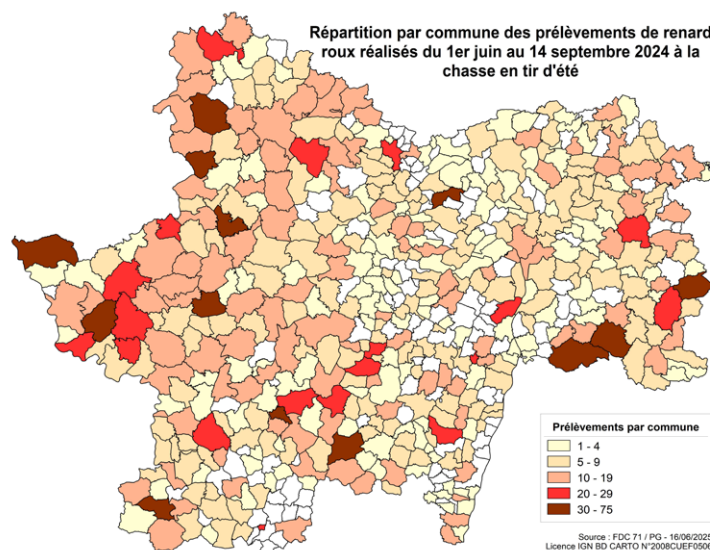 Répartition par commune des prélèvements de renard
roux réalisés du 1er juin au 14 septembre 2024 à la
chasse en tir d'été
Prélèvements par commune
1 - 4
5 - 9
10 - 19
20 - 29
30 - 75
Source : FDC 71 / PG - 16/06/2025
Licence IGN BD CARTO N°2008CUEF0506